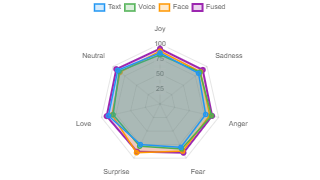 Text Voice Face Fused
Joy
Sadness
Anger
Fear
Surprise
Love
Neutral
100
75
50
25